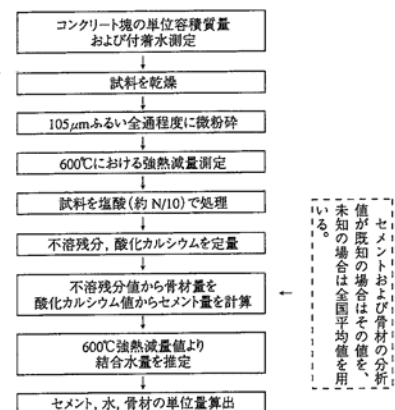 コンクリート塊の単位容積質量
および付着水測定
試料を乾燥
105μmふるい全通程度に微粉砕
600℃における強熱減量測定
試料を塩酸(約 N/10)で処理
不溶残分,酸化カルシウムを定量
不溶残分値から骨材量を
酸化カルシウム値からセメント量を計算
600℃強熱減量値より
結合水量を推定
セメント,水,骨材の単位量算出
セメントおよび骨材の分析
値が既知の場合はその値を、
未知の場合は全国平均値を用
いる。